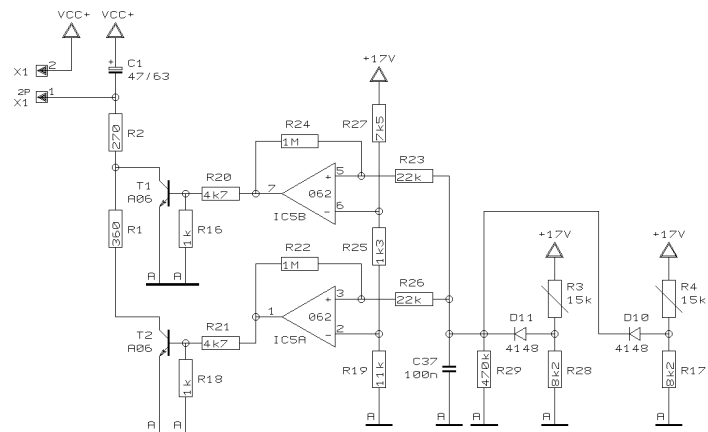 VCC+ VCC+
X1 2
C1
47/63
2P 1
X1
270 R2
T1
A06
R20
4k7
1k R16
360 R1
A A
R24
1M
7
5
+
062
-
6
IC5B
+17V
R27 7k5
R23
22k
R25 1k3
R22
1M
R26
22k
1
3
+
062
-
2
IC5A
T2
A06
R21
4k7
1k R18
A A
R19 11k
A
C37
100n
A
470k R29
A
D11
4148
+17V
R3
15k
8k2 R28
A
D10
4148
+17V
R4
15k
8k2 R17
A